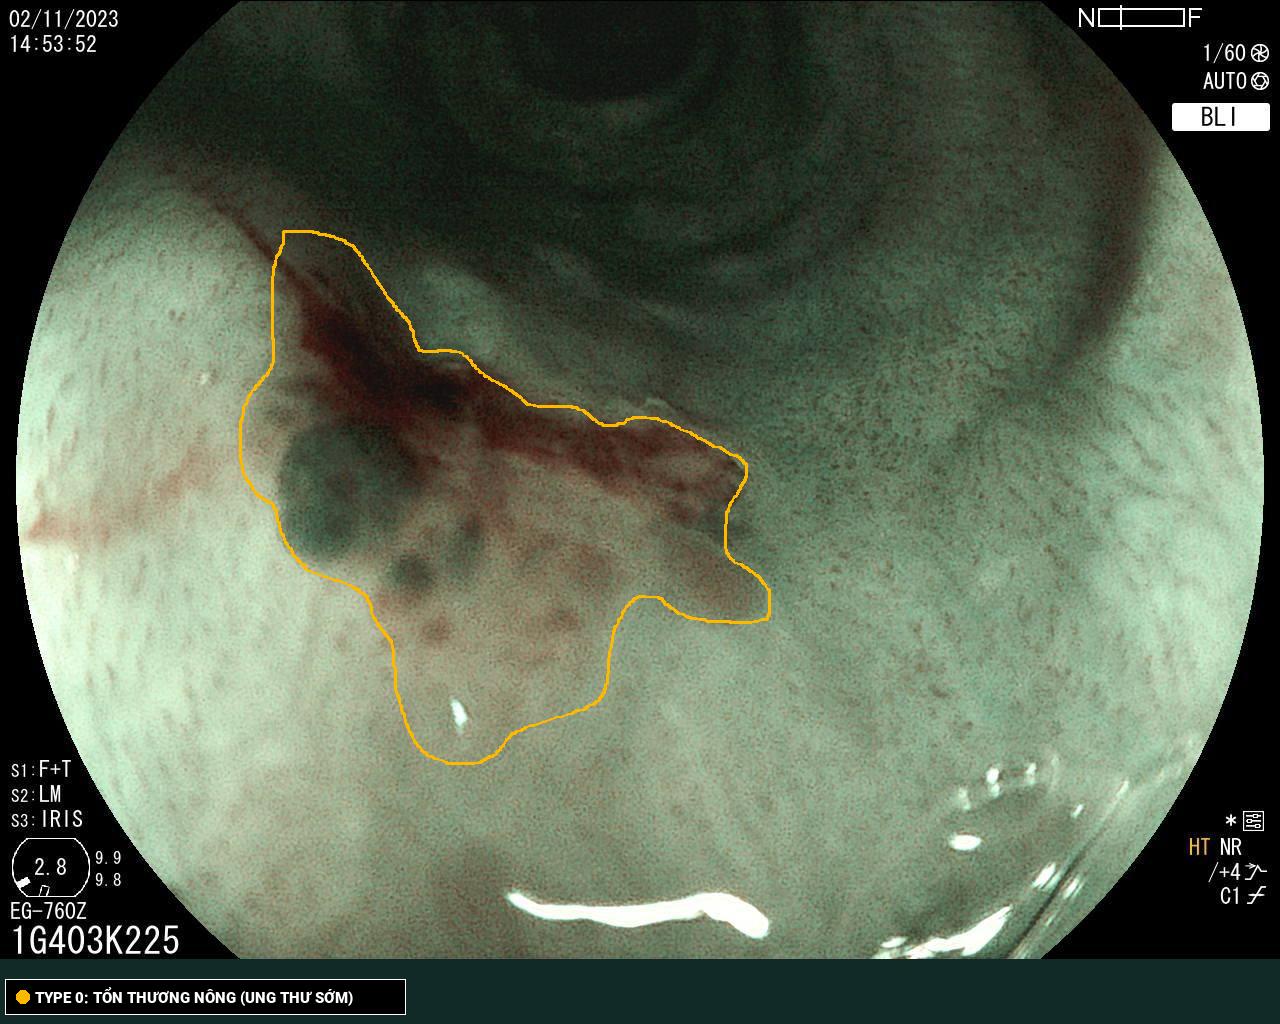 02/11/2023
14:53:52
N F
1/60
AUTO
BLI
S1:F+T
S2:LM
S3:IRIS
2.8
9.9
9.8
EG-760Z
1G403K225
*
HT NR
/+4
C1
TYPE 0: TỔN THƯƠNG NÔNG (UNG THƯ SỚM)